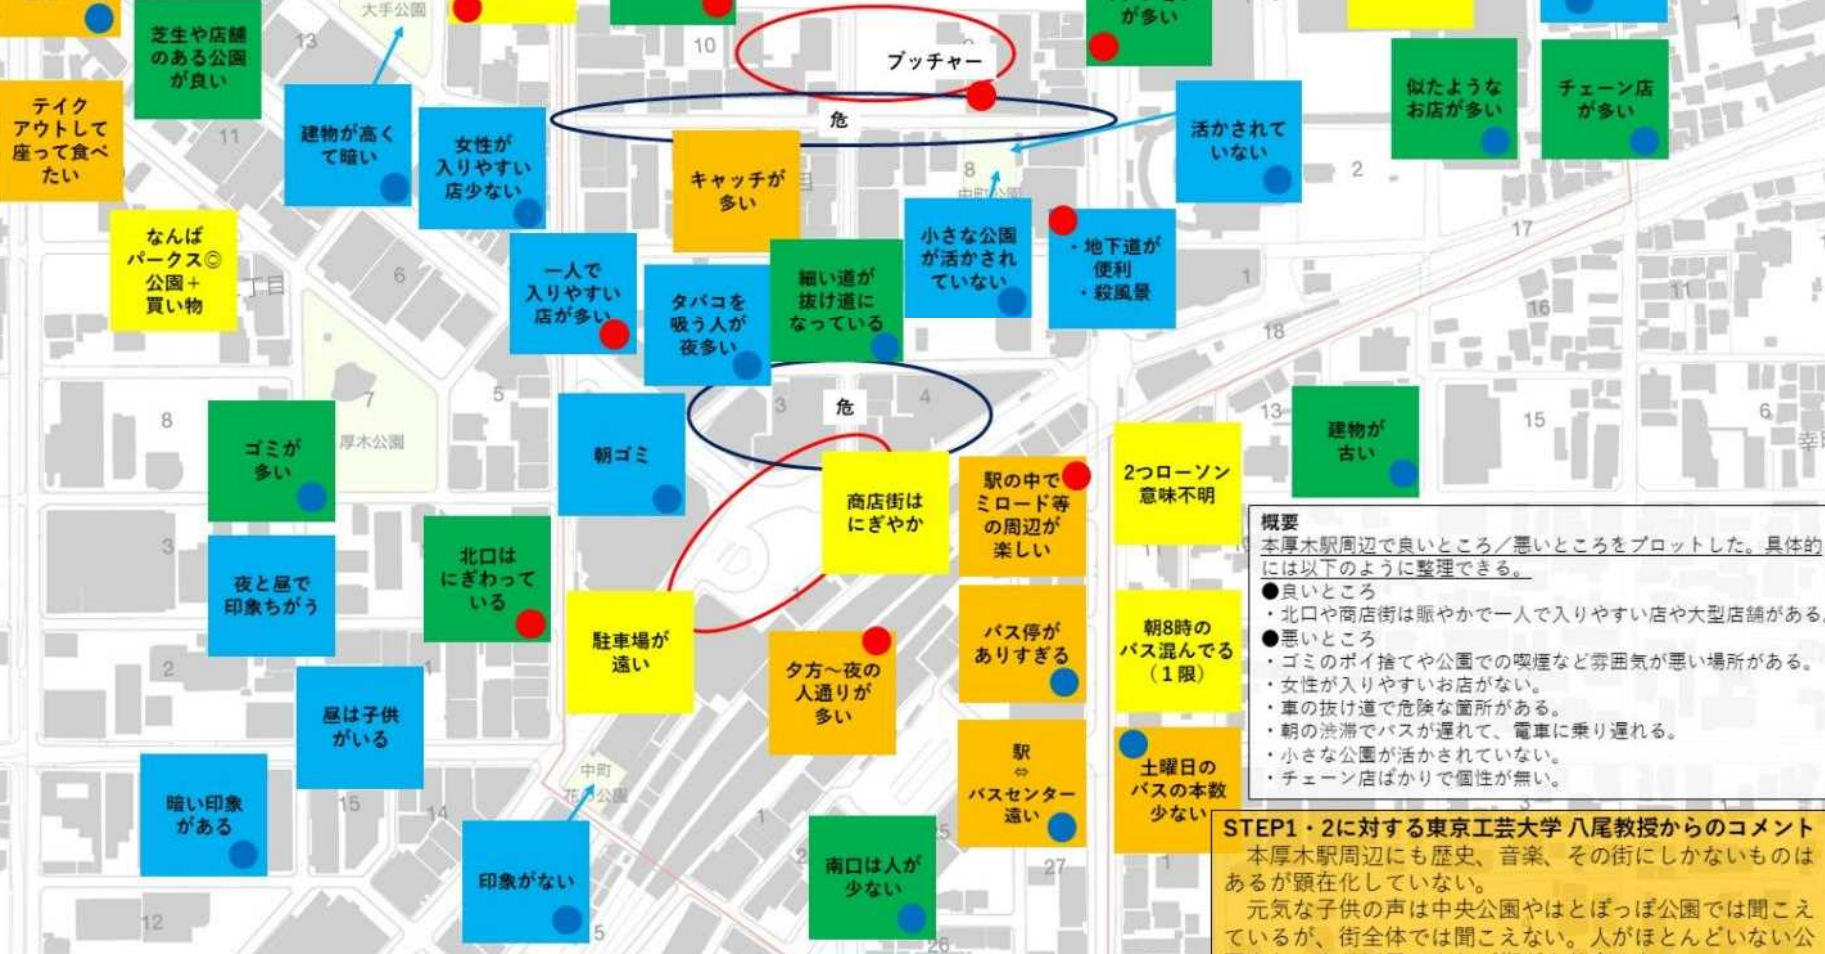 大手公園
が多い
芝生や店舗
のある公園
が良い
13
10
ブッチャー
似たような
お店が多い
チェーン店
が多い
テイク
アウトして
座って食べ
たい
11
建物が高く
て暗い
女性が
入りやすい
店少ない
危
活かされて
いない
キャッチが
多い
8
中町公園
2
なんば
パークス◎
公園+
買い物
丁目
6
一人で
入りやすい
店が多い
タバコを
吸う人が
夜多い
細い道が
抜け道に
なっている
小さな公園
が活かされ
ていない
・地下道が
便利
・殺風景
1
17
16
11
18
8
7
厚木公園
5
3
危
4
13
15
6
ゴミが
多い
朝ゴミ
商店街は
にぎやか
駅の中で
ミロード等
の周辺が
楽しい
2つローソン
意味不明
建物が
古い
3
夜と昼で
印象ちがう
北口は
にぎわって
いる
駐車場が
遠い
夕方～夜の
人通りが
多い
バス停が
ありすぎる
朝8時の
バス混んでる
(1限)
概要
本厚木駅周辺で良いところ／悪いところをプロットした。具体的
には以下のように整理できる。
●良いところ
・北口や商店街は賑やかで一人で入りやすい店や大型店舗がある。
●悪いところ
・ゴミのポイ捨てや公園での喫煙など雰囲気が悪い場所がある。
・女性が入りやすいお店がない。
・車の抜け道で危険な箇所がある。
・朝の渋滞でバスが遅れて、電車に乗り遅れる。
・小さな公園が活かされていない。
・チェーン店ばかりで個性が無い。
2
1
昼は子供
がいる
駅
⇔
バスセンター
遠い
土曜日の
バスの本数
少ない
暗い印象
がある
15
14
中町
公園
1
印象がない
南口は人が
少ない
27
1
12
5
26
STEP1・2に対する東京工芸大学 八尾教授からのコメント
本厚木駅周辺にも歴史、音楽、その街にしかないものは
あるが顕在化していない。
元気な子供の声は中央公園やはとぽっぽ公園では聞こえ
ているが、街全体では聞こえない。人がほとんどいない公